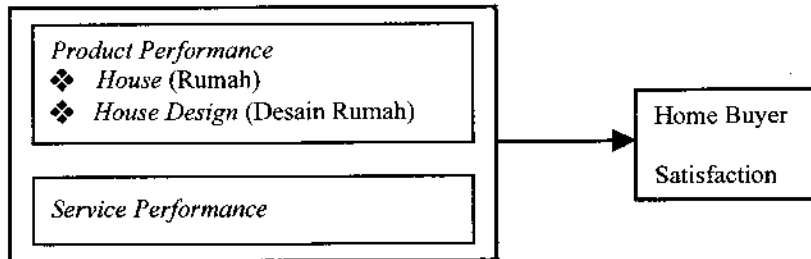 Product Performance
❖ House (Rumah)
❖ House Design (Desain Rumah)
Service Performance
Home Buyer
Satisfaction